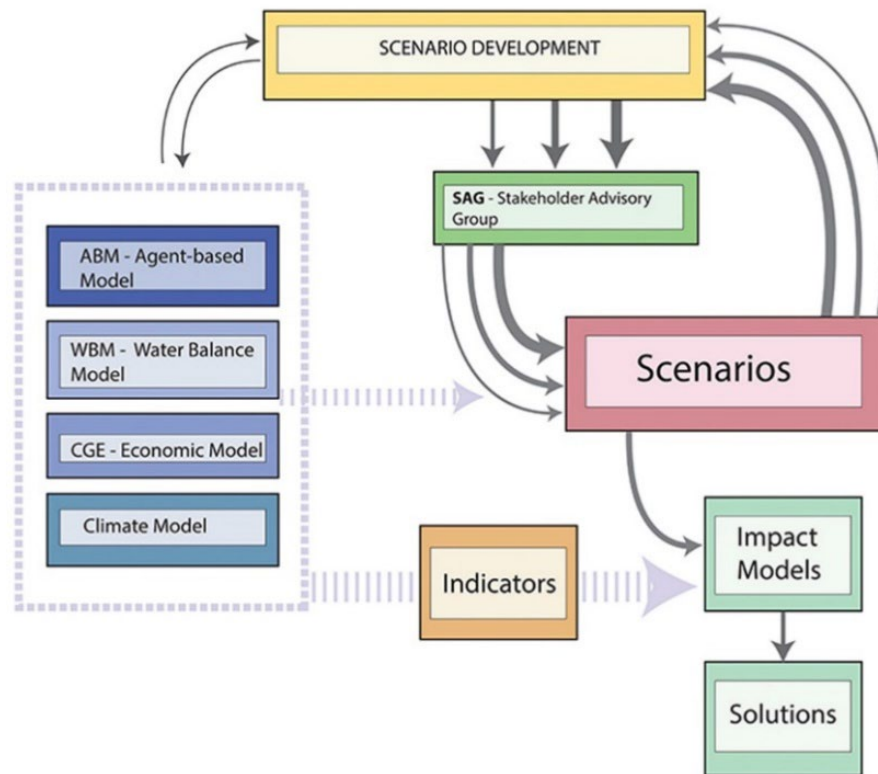 SCENARIO DEVELOPMENT
SAG - Stakeholder Advisory
Group
ABM - Agent-based
Model
WBM - Water Balance
Model
CGE - Economic Model
Climate Model
Scenarios
Indicators
Impact
Models
Solutions